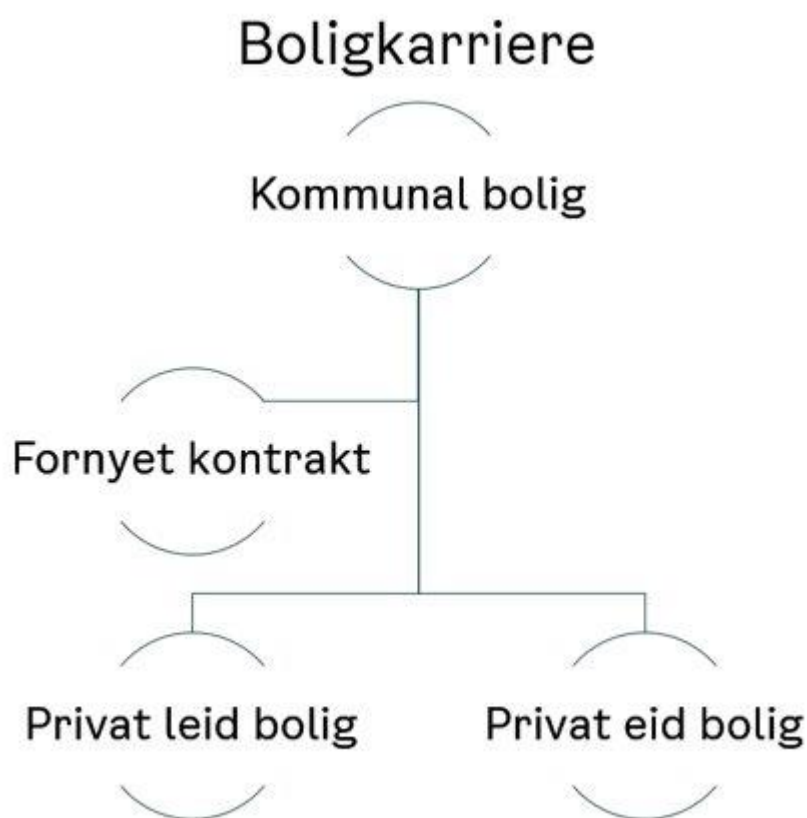 Boligkarriere
Kommunal bolig
Fornyet kontrakt
Privat leid bolig
Privat eid bolig